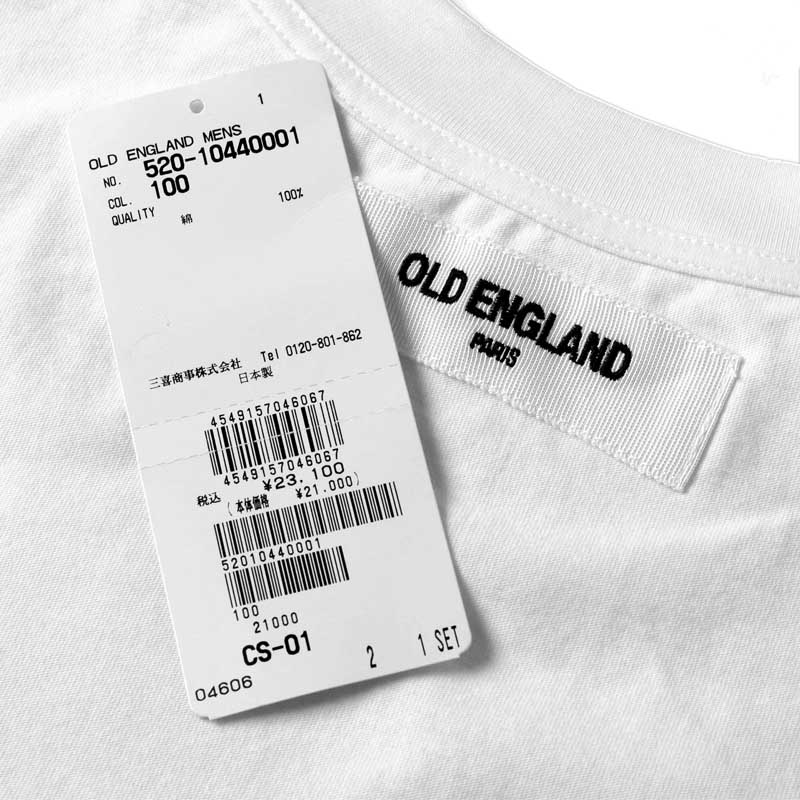 1
OLD ENGLAND MENS
NO. 520-10440001
COL. 100
QUALITY 綿 100%
三喜商事株式会社 Tel 0120-801-862
日本製
4549157046067
4549157046067
¥23,100
税込 (本体価格 ¥21,000)
52010440001
100
21000
CS-01 2 1 SET
04606
OLD ENGLAND
PARIS